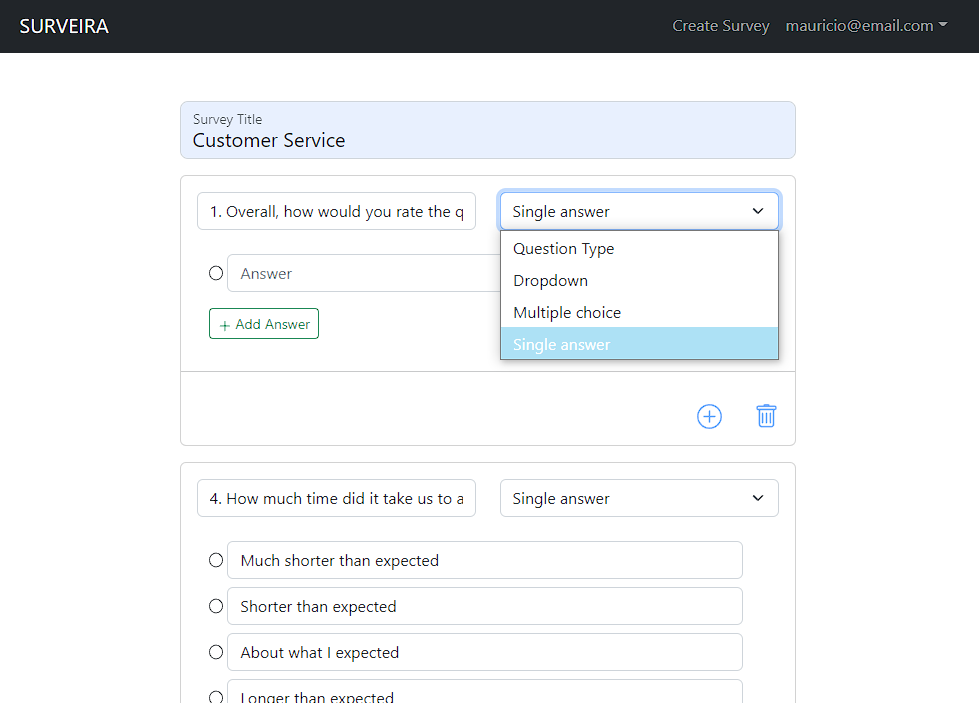 SURVEIRA
Create Survey
mauricio@email.com
Survey Title
Customer Service
1. Overall, how would you rate the q
Single answer
Question Type
Dropdown
Multiple choice
Single answer
Answer
+ Add Answer
4. How much time did it take us to a
Single answer
Much shorter than expected
Shorter than expected
About what I expected
Longer than expected